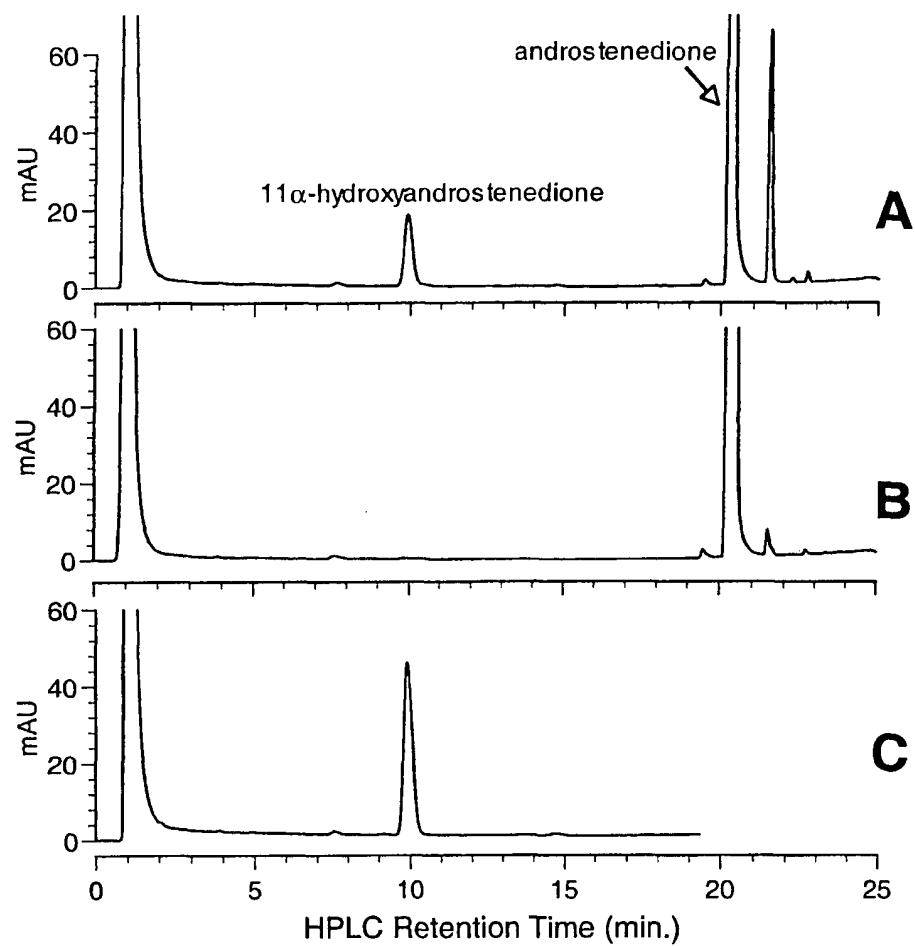 androstenedione
60
40
mAU
11α-hydroxyandrostenedione
20
0
A
60
40
mAU
20
0
B
60
40
mAU
20
0
C
0 5 10 15 20 25
HPLC Retention Time (min.)